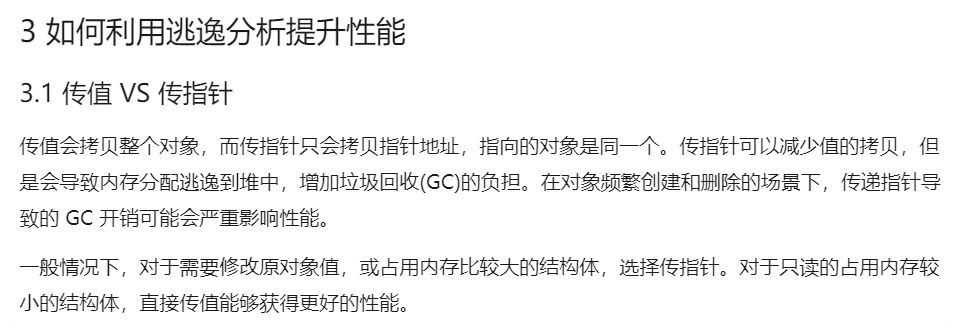 3 如何利用逃逸分析提升性能
3.1 传值 VS 传指针
传值会拷贝整个对象，而传指针只会拷贝指针地址，指向的对象是同一个。传指针可以减少值的拷贝，但
是会导致内存分配逃逸到堆中，增加垃圾回收(GC)的负担。在对象频繁创建和删除的场景下，传递指针导
致的 GC 开销可能会严重影响性能。
一般情况下，对于需要修改原对象值，或占用内存比较大的结构体，选择传指针。对于只读的占用内存较
小的结构体，直接传值能够获得更好的性能。